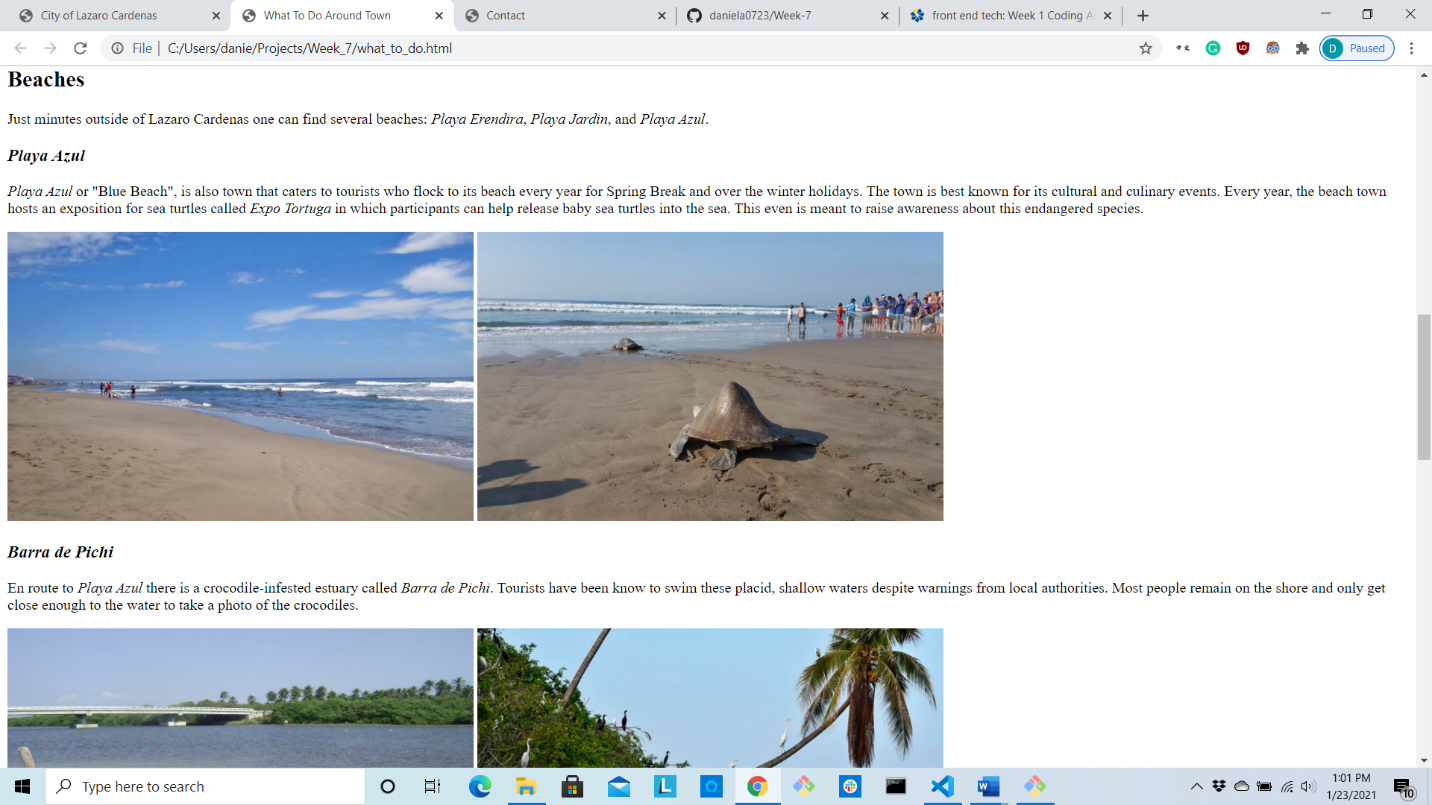 City of Lazaro Cardenas
What To Do Around Town
Contact
daniela0723/Week-7
front end tech: Week 1 Coding A
File
C:/Users/danie/Projects/Week_7/what_to_do.html
D
Paused
Beaches
Just minutes outside of Lazaro Cardenas one can find several beaches: Playa Erendira, Playa Jardin, and Playa Azul.
Playa Azul
Playa Azul or "Blue Beach", is also town that caters to tourists who flock to its beach every year for Spring Break and over the winter holidays. The town is best known for its cultural and culinary events. Every year, the beach town
hosts an exposition for sea turtles called Expo Tortuga in which participants can help release baby sea turtles into the sea. This even is meant to raise awareness about this endangered species.
Barra de Pichi
En route to Playa Azul there is a crocodile-infested estuary called Barra de Pichi. Tourists have been know to swim these placid, shallow waters despite warnings from local authorities. Most people remain on the shore and only get
close enough to the water to take a photo of the crocodiles.
Type here to search
1:01 PM
1/23/2021
10